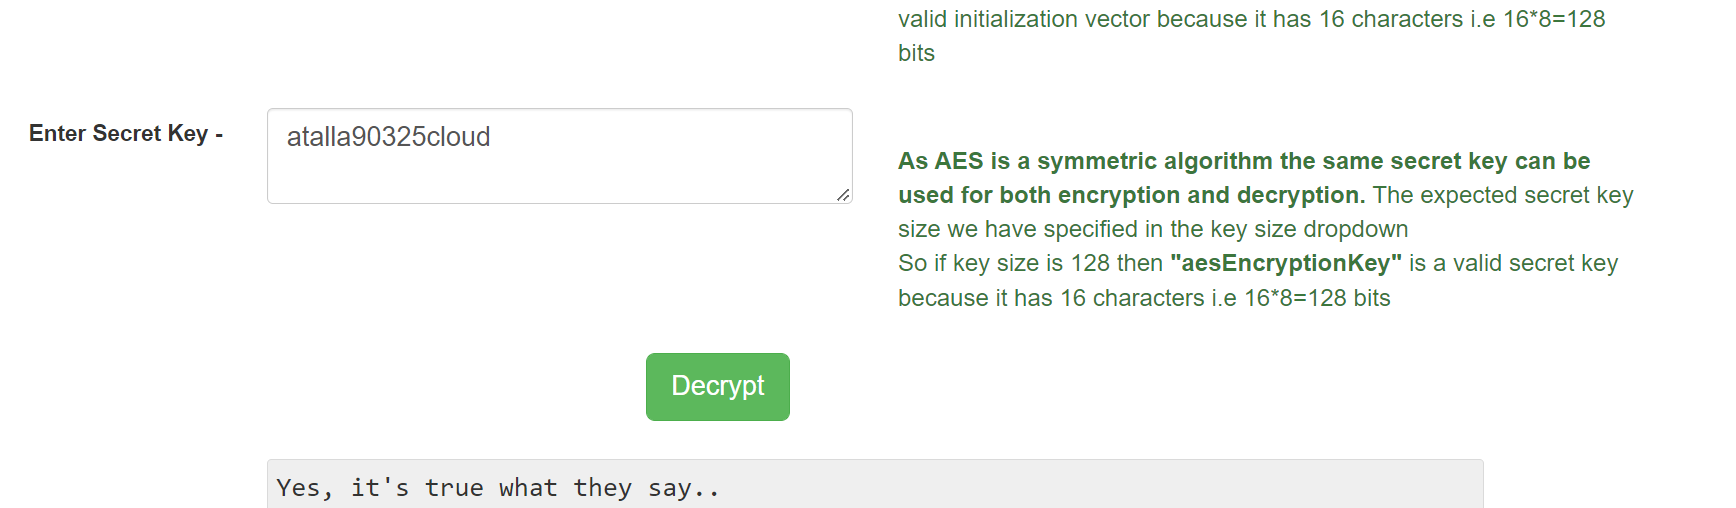 valid initialization vector because it has 16 characters i.e 16*8=128
bits
Enter Secret Key -
atalla90325cloud
As AES is a symmetric algorithm the same secret key can be
used for both encryption and decryption. The expected secret key
size we have specified in the key size dropdown
So if key size is 128 then "aesEncryptionKey" is a valid secret key
because it has 16 characters i.e 16*8=128 bits
Decrypt
Yes, it's true what they say..